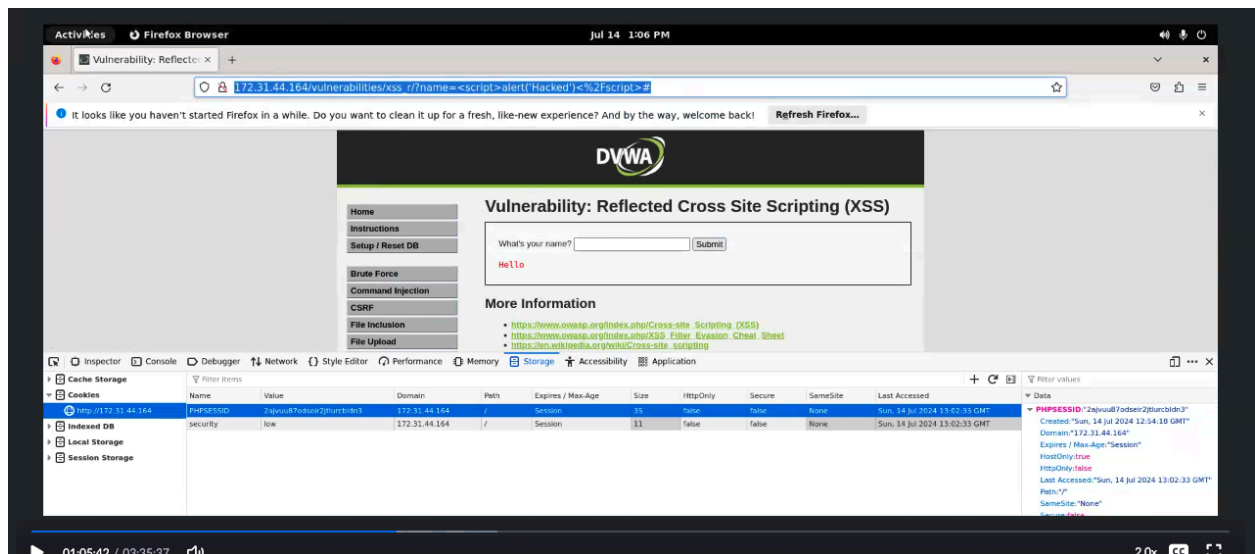 Activities Firefox Browser Jul 14 1:06 PM
Vulnerability: Reflected × +
172.31.44.164/vulnerabilities/xss_r/?name=<script>alert('Hacked')<%2Fscript>#
It looks like you haven't started Firefox in a while. Do you want to clean it up for a fresh, like-new experience? And by the way, welcome back! Refresh Firefox...
DVWA
Home
Instructions
Setup / Reset DB
Brute Force
Command Injection
CSRF
File Inclusion
File Upload
Vulnerability: Reflected Cross Site Scripting (XSS)
What's your name? Submit
Hello
More Information
https://www.owasp.org/index.php/Cross-site_Scripting_(XSS)
https://www.owasp.org/index.php/XSS_Filter_Evasion_Cheat_Sheet
https://en.wikipedia.org/wiki/Cross-site_scripting
Inspector Console Debugger Network {} Style Editor Performance Memory Storage Accessibility Application
Cache Storage
Cookies
http://172.31.44.164
Indexed DB
Local Storage
Session Storage
Filter items
Name Value Domain Path Expires / Max-Age Size HttpOnly Secure SameSite Last Accessed
PHPSESSID 2ajvuu87odseir2jtlurcbldn3 172.31.44.164 / Session 35 false false None Sun, 14 Jul 2024 13:02:33 GMT
security low 172.31.44.164 / Session 11 false false None Sun, 14 Jul 2024 13:02:33 GMT
Filter values
Data
PHPSESSID:"2ajvuu87odseir2jtlurcbldn3"
Created:"Sun, 14 Jul 2024 12:54:18 GMT"
Domain:"172.31.44.164"
Expires / Max-Age:"Session"
HostOnly:true
HttpOnly:false
Last Accessed:"Sun, 14 Jul 2024 13:02:33 GMT"
Path:"/"
SameSite:"None"
Secure:false
01:05:42 / 03:35:37 2.0x CC